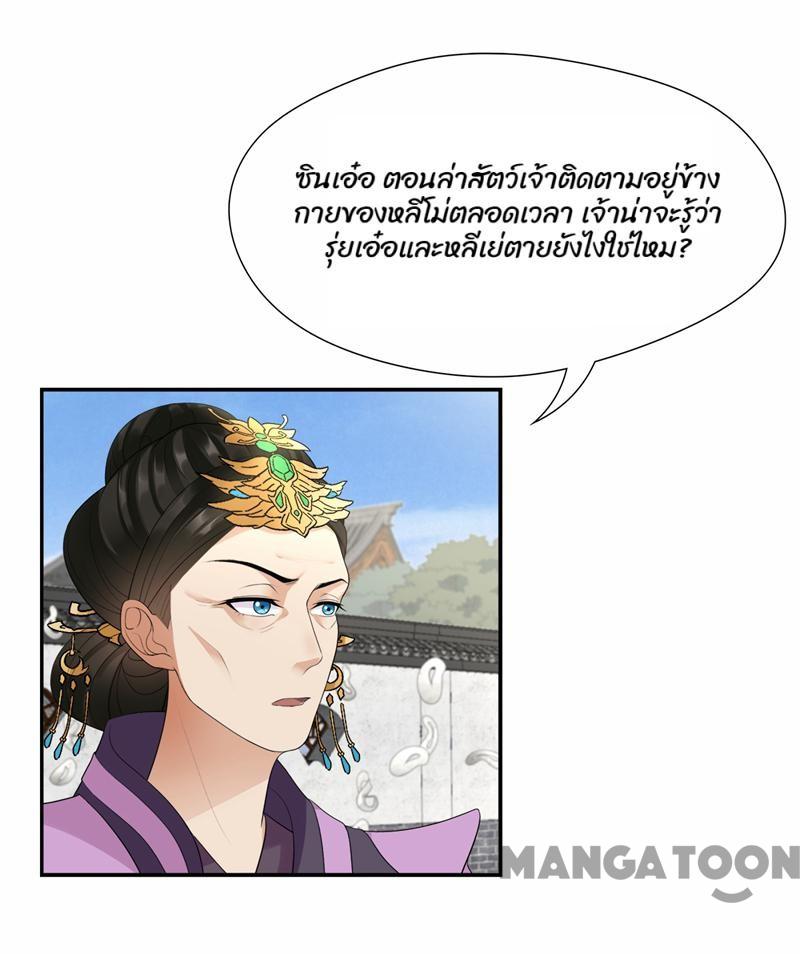 ซินเอ๋อ ตอนล่าสัตว์เจ้าติดตามอยู่ข้าง
กายของหลีโม่ตลอดเวลา เจ้าน่าจะรู้ว่า
รุ่ยเอ๋อและหลีเย่ตายยังไงใช่ไหม?
MANGATOON